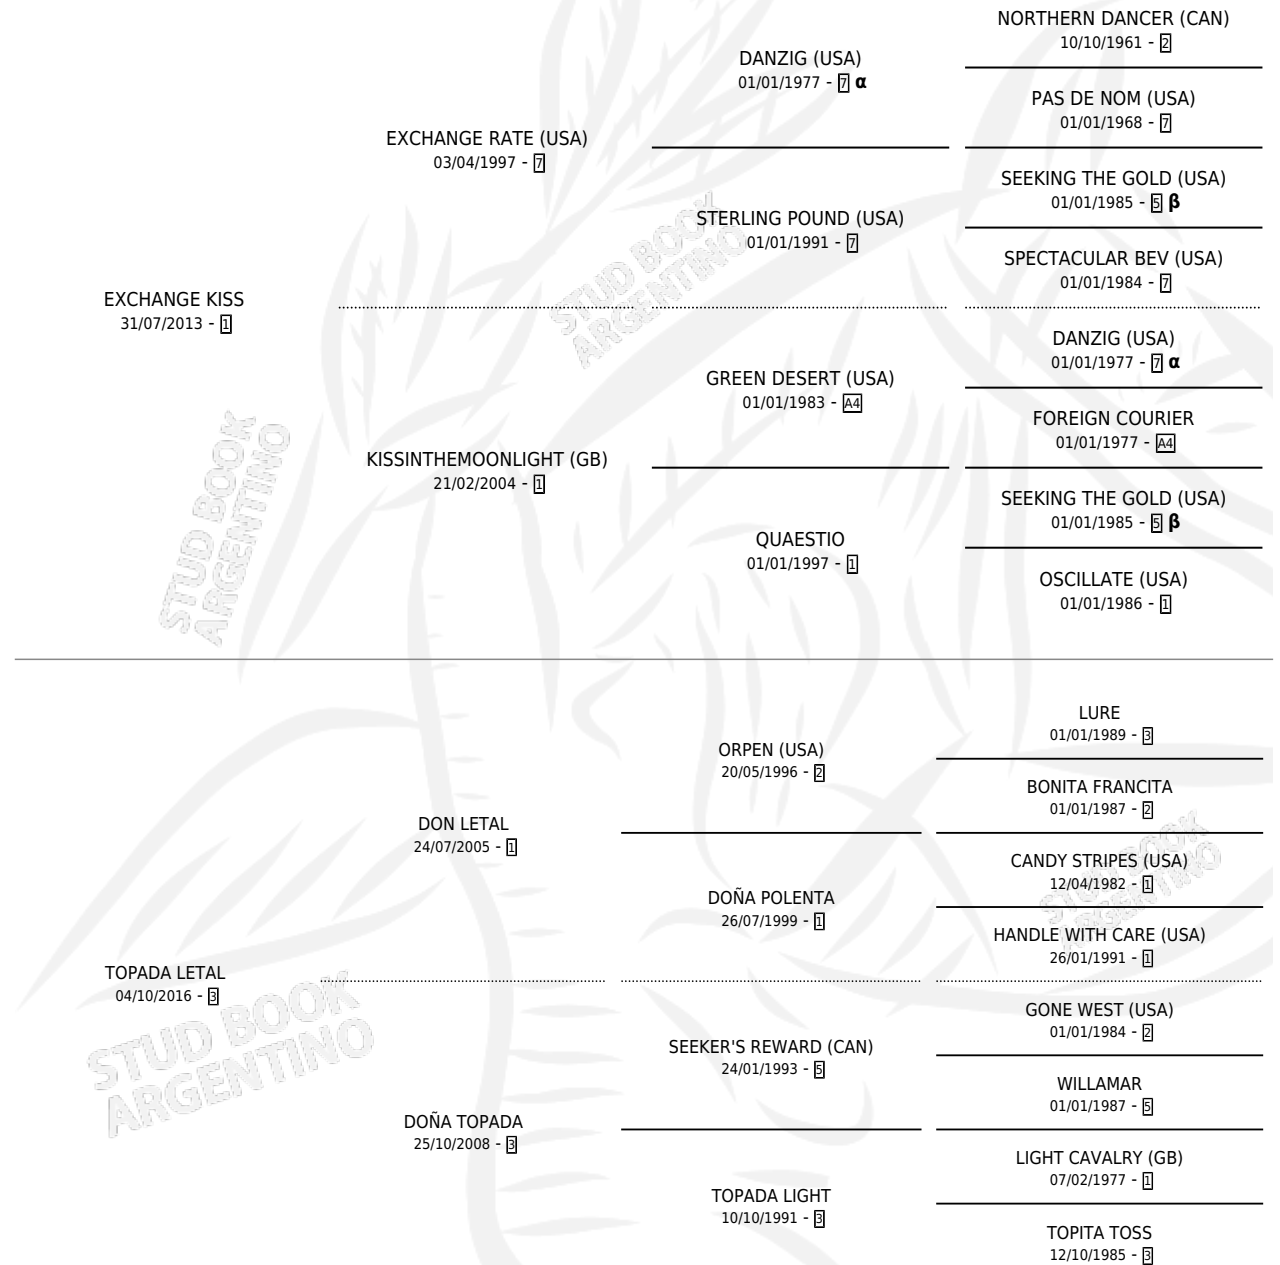 NORTHERN DANCER (CAN)
10/10/1961 - 2
DANZIG (USA)
01/01/1977 - 7 α
PAS DE NOM (USA)
01/01/1968 - 7
EXCHANGE RATE (USA)
03/04/1997 - 7
SEEKING THE GOLD (USA)
01/01/1985 - 5 β
STERLING POUND (USA)
01/01/1991 - 7
SPECTACULAR BEV (USA)
01/01/1984 - 7
EXCHANGE KISS
31/07/2013 - 1
STUD BOOK
ARGENTINO
DANZIG (USA)
01/01/1977 - 7 α
GREEN DESERT (USA)
01/01/1983 - A4
FOREIGN COURIER
01/01/1977 - A4
KISSINTHEMOONLIGHT (GB)
21/02/2004 - 1
SEEKING THE GOLD (USA)
01/01/1985 - 5 β
QUAESTIO
01/01/1997 - 1
OSCILLATE (USA)
01/01/1986 - 1
STUD BOOK
ARGENTINO
LURE
01/01/1989 - 3
ORPEN (USA)
20/05/1996 - 2
BONITA FRANCITA
01/01/1987 - 2
DON LETAL
24/07/2005 - 1
CANDY STRIPES (USA)
12/04/1982 - 1
DOÑA POLENTA
26/07/1999 - 1
HANDLE WITH CARE (USA)
26/01/1991 - 1
STUD BOOK
ARGENTINO
TOPADA LETAL
04/10/2016 - 3
GONE WEST (USA)
01/01/1984 - 2
SEEKER'S REWARD (CAN)
24/01/1993 - 5
WILLAMAR
01/01/1987 - 5
STUD BOOK
ARGENTINO
DOÑA TOPADA
25/10/2008 - 3
LIGHT CAVALRY (GB)
07/02/1977 - 1
TOPADA LIGHT
10/10/1991 - 3
TOPITA TOSS
12/10/1985 - 3